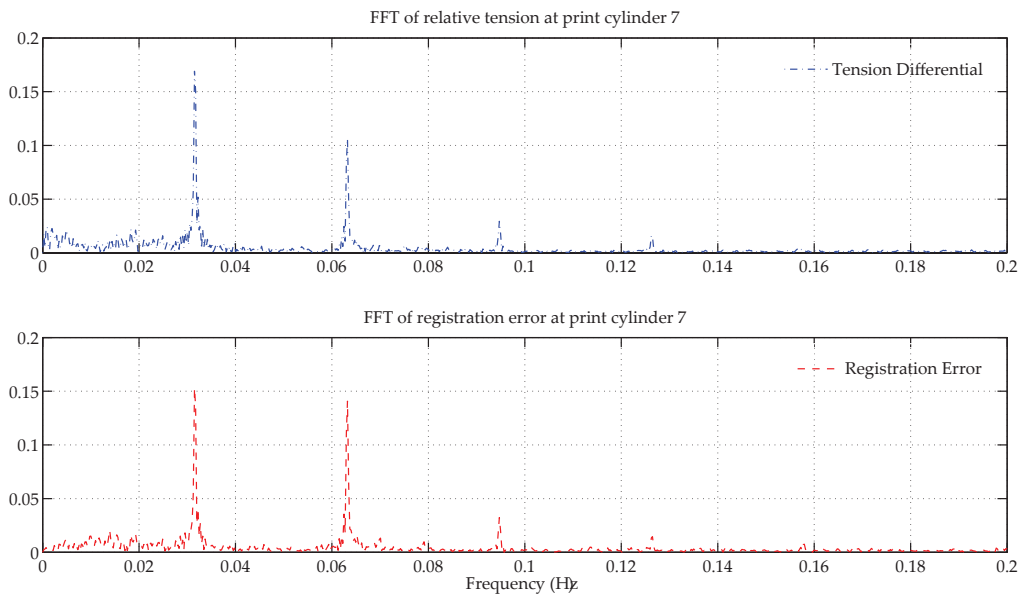 FFT of relative tension at print cylinder 7
0.2
0.15
0.1
0.05
0
Tension Differential
0 0.02 0.04 0.06 0.08 0.1 0.12 0.14 0.16 0.18 0.2
FFT of registration error at print cylinder 7
0.2
0.15
0.1
0.05
0
Registration Error
0 0.02 0.04 0.06 0.08 0.1 0.12 0.14 0.16 0.18 0.2
Frequency (Hz)